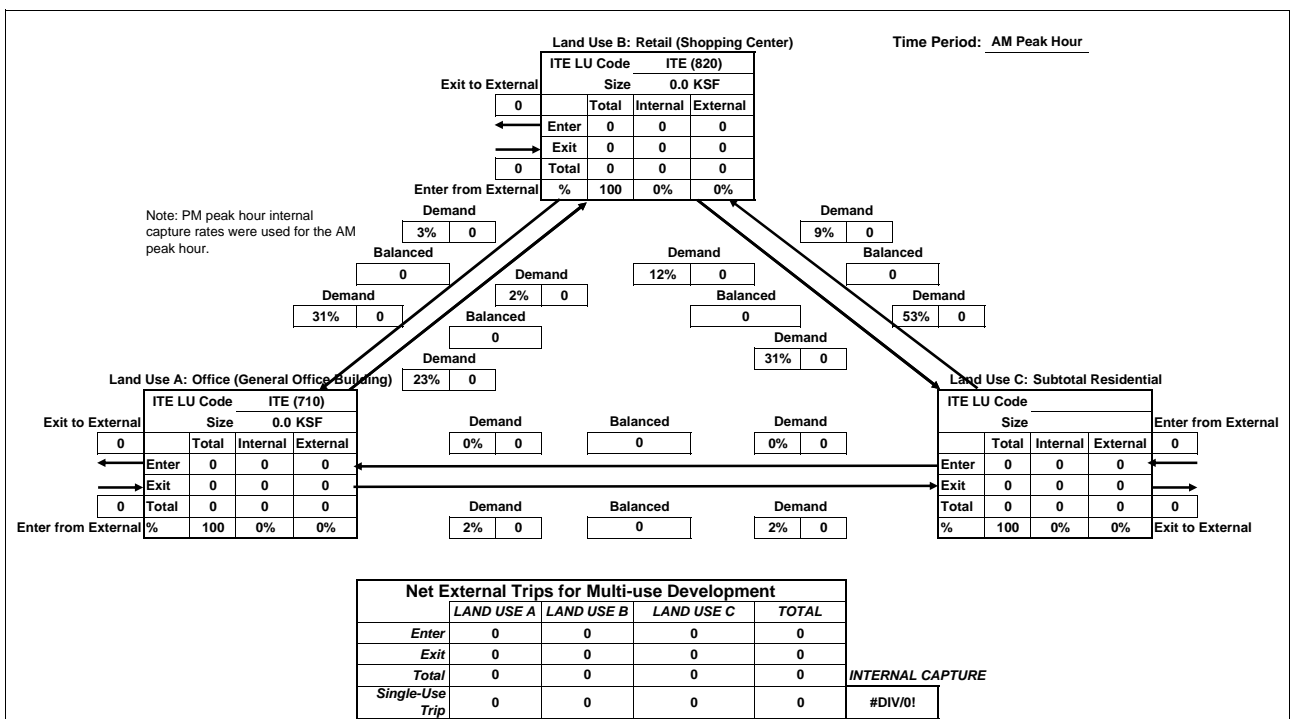 Land Use B: Retail (Shopping Center)
Time Period: AM Peak Hour
ITE LU Code ITE (820)
Exit to External Size 0.0 KSF
0 Total Internal External
Enter 0 0 0
Exit 0 0 0
0 Total 0 0 0
Enter from External % 100 0% 0%
Note: PM peak hour internal
capture rates were used for the AM
peak hour.
Demand
3% 0
Balanced
0
Demand
31% 0
Demand
2% 0
Balanced
0
Demand
23% 0
Demand
12% 0
Balanced
0
Demand
31% 0
Demand
9% 0
Balanced
0
Demand
53% 0
Land Use A: Office (General Office Building)
ITE LU Code ITE (710)
Exit to External Size 0.0 KSF
0 Total Internal External
Enter 0 0 0
Exit 0 0 0
0 Total 0 0 0
Enter from External % 100 0% 0%
Demand Balanced Demand
0% 0 0 0% 0
Demand Balanced Demand
2% 0 0 2% 0
Land Use C: Subtotal Residential
ITE LU Code
Size Enter from External
Total Internal External 0
Enter 0 0 0
Exit 0 0 0
Total 0 0 0 0
% 100 0% 0% Exit to External
Net External Trips for Multi-use Development
LAND USE A LAND USE B LAND USE C TOTAL
Enter 0 0 0 0
Exit 0 0 0 0
Total 0 0 0 0 INTERNAL CAPTURE
Single-Use
Trip 0 0 0 0 #DIV/0!